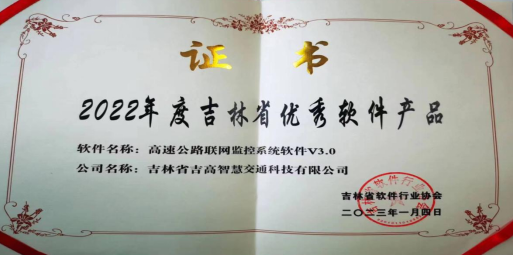 证书
2022年度吉林省优秀软件产品
软件名称：高速公路联网监控系统软件V3.0
公司名称：吉林省吉高智慧交通科技有限公司
吉林省软件行业协会
二〇二三年一月四日